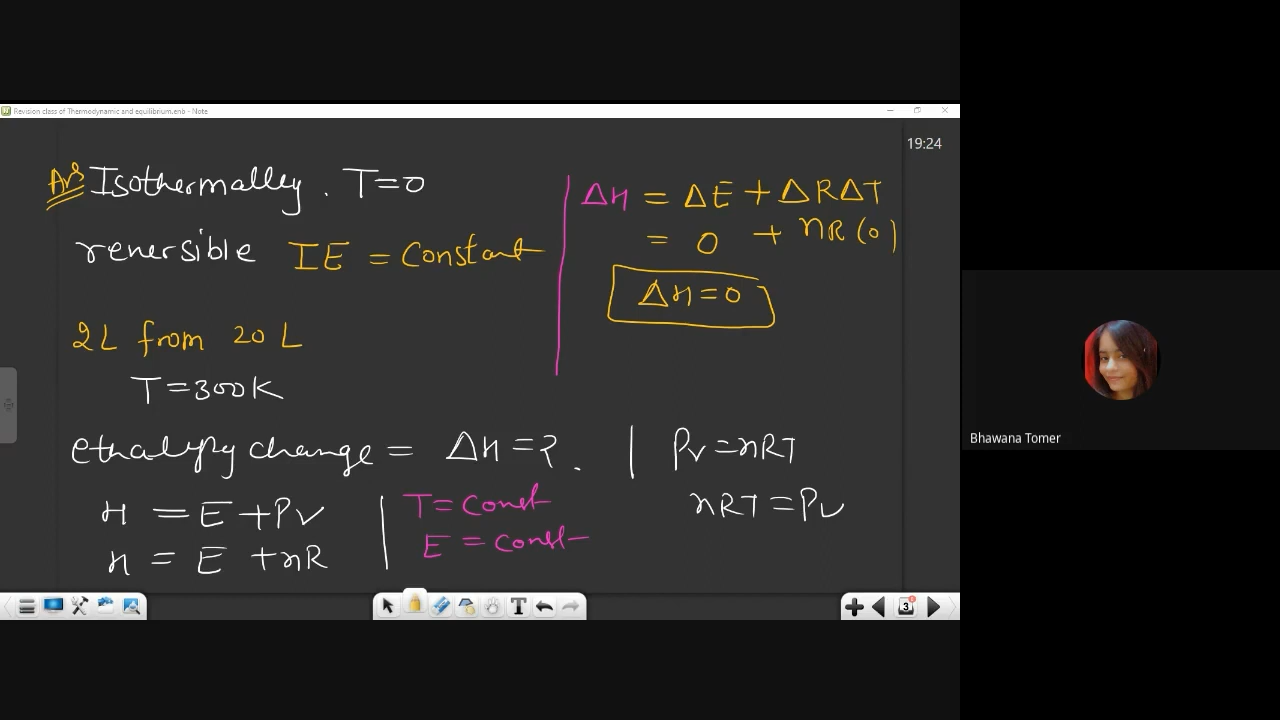 Revision class of Thermodynamic and equilibrium.enb - Note
19:24
Ans Isothermalley. T=0
renersible IE = Constant
2L from 20 L
T=300K
ΔH = ΔE + ΔRΔT
= 0 + nR(0)
ΔH=0
ethalpy change = ΔH=?.
PV=nRT
nRT=PV
H = E+PV
H = E +nR
T=Const
E =const
3
Bhawana Tomer